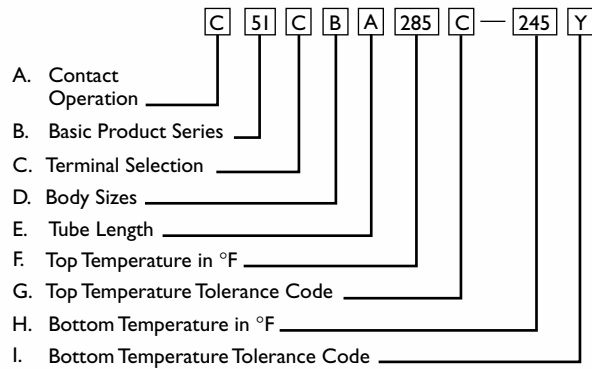 C 51 C B A 285 C — 245 Y
A. Contact
Operation
B. Basic Product Series
C. Terminal Selection
D. Body Sizes
E. Tube Length
F. Top Temperature in °F
G. Top Temperature Tolerance Code
H. Bottom Temperature in °F
I. Bottom Temperature Tolerance Code